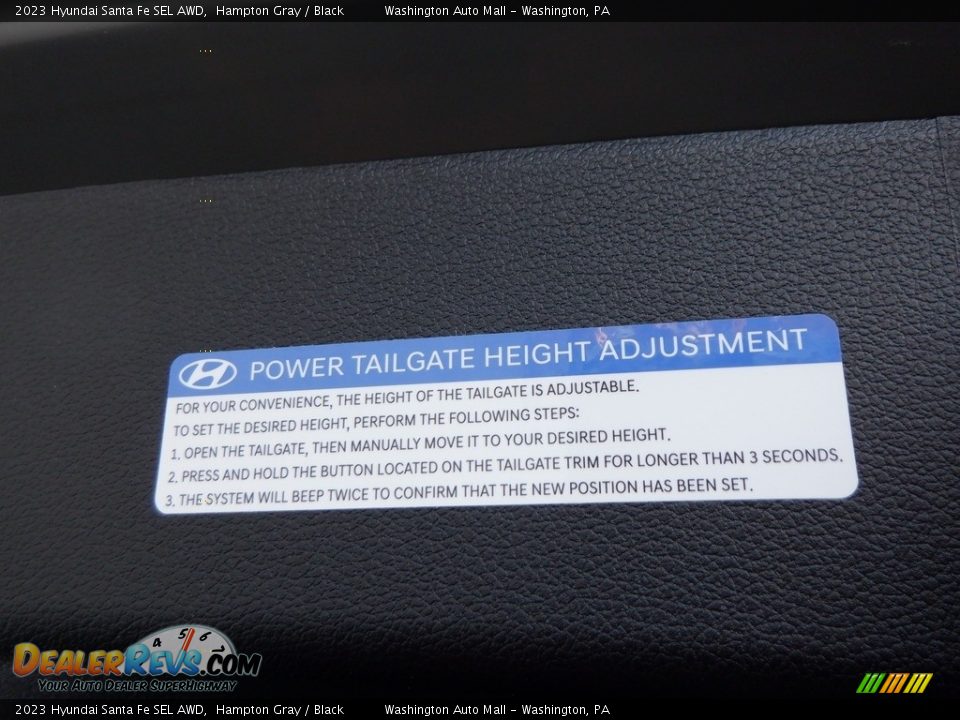 2023 Hyundai Santa Fe SEL AWD, Hampton Gray / Black Washington Auto Mall - Washington, PA
POWER TAILGATE HEIGHT ADJUSTMENT
FOR YOUR CONVENIENCE, THE HEIGHT OF THE TAILGATE IS ADJUSTABLE.
TO SET THE DESIRED HEIGHT, PERFORM THE FOLLOWING STEPS:
1. OPEN THE TAILGATE, THEN MANUALLY MOVE IT TO YOUR DESIRED HEIGHT.
2. PRESS AND HOLD THE BUTTON LOCATED ON THE TAILGATE TRIM FOR LONGER THAN 3 SECONDS.
3. THE SYSTEM WILL BEEP TWICE TO CONFIRM THAT THE NEW POSITION HAS BEEN SET.
4 5 6 7
DEALERREVS.COM
YOUR AUTO DEALER SUPERHIGHWAY
2023 Hyundai Santa Fe SEL AWD, Hampton Gray / Black Washington Auto Mall - Washington, PA